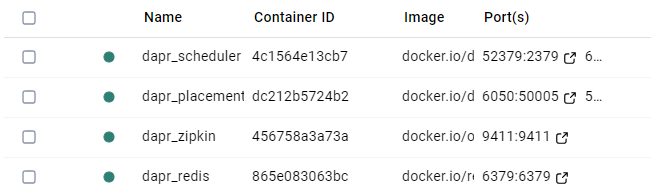 Name Container ID Image Port(s)
dapr_scheduler 4c1564e13cb7 docker.io/d 52379:2379 6...
dapr_placement dc212b5724b2 docker.io/d 6050:50005 5...
dapr_zipkin 456758a3a73a docker.io/o 9411:9411
dapr_redis 865e083063bc docker.io/re 6379:6379